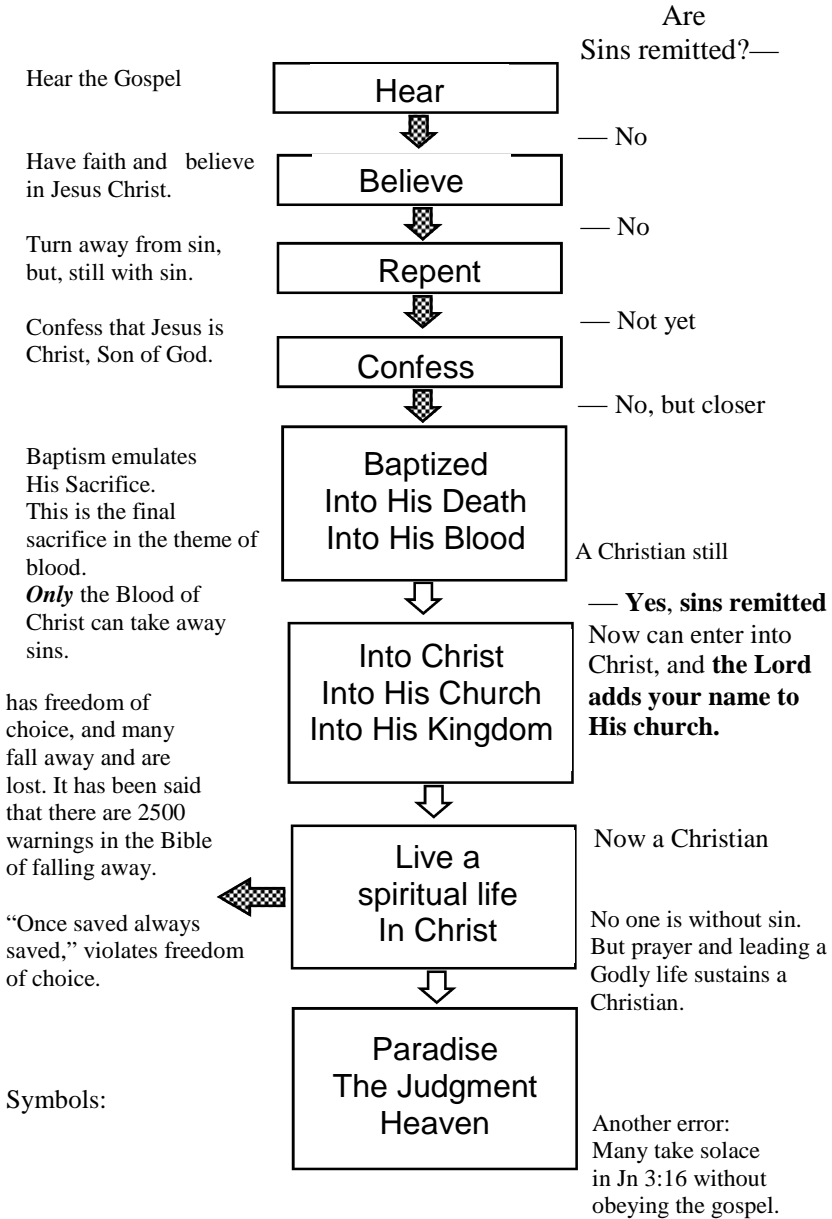 Are
Sins remitted?—
Hear the Gospel
Hear
— No
Have faith and believe
in Jesus Christ.
Believe
— No
Turn away from sin,
but, still with sin.
Repent
— Not yet
Confess that Jesus is
Christ, Son of God.
Confess
— No, but closer
Baptism emulates
His Sacrifice.
This is the final
sacrifice in the theme of
blood.
Only the Blood of
Christ can take away
sins.
Baptized
Into His Death
Into His Blood
A Christian still
— Yes, sins remitted
Now can enter into
Christ, and the Lord
adds your name to
His church.
Into Christ
Into His Church
Into His Kingdom
has freedom of
choice, and many
fall away and are
lost. It has been said
that there are 2500
warnings in the Bible
of falling away.
“Once saved always
saved,” violates freedom
of choice.
Live a
spiritual life
In Christ
Now a Christian
No one is without sin.
But prayer and leading a
Godly life sustains a
Christian.
Paradise
The Judgment
Heaven
Symbols:
Another error:
Many take solace
in Jn 3:16 without
obeying the gospel.